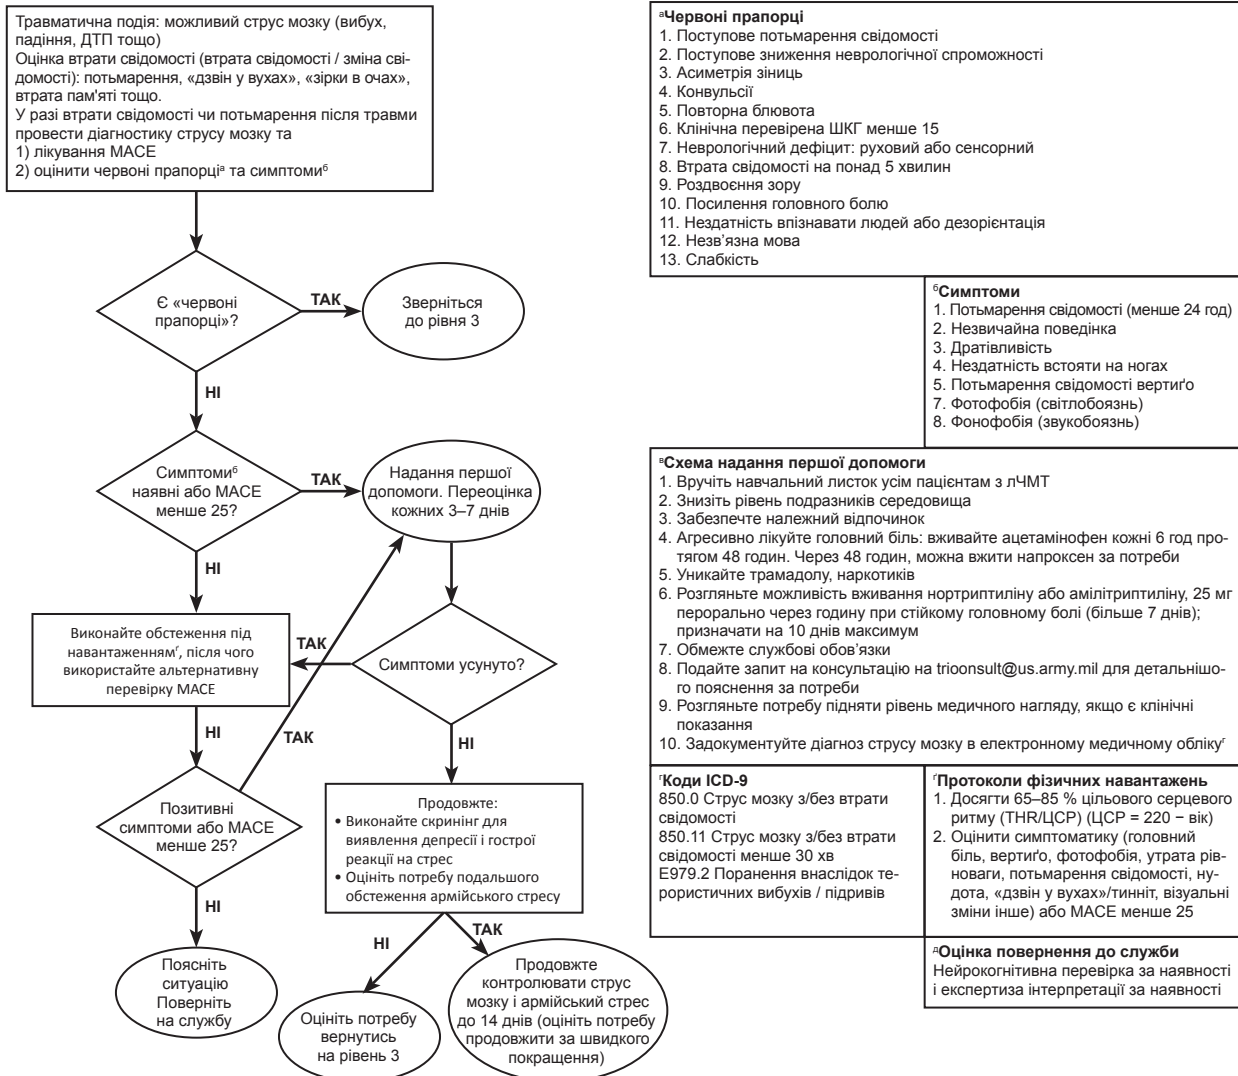 Травматична подія: можливий струс мозку (вибух,
падіння, ДТП тощо)
Оцінка втрати свідомості (втрата свідомості / зміна сві-
домості): потьмарення, «дзвін у вухах», «зірки в очах»,
втрата пам'яті тощо.
У разі втрати свідомості чи потьмарення після травми
провести діагностику струсу мозку та
1) лікування MACE
2) оцінити червоні прапорціª та симптомиᵟ
Є «червоні
прапорці»?
ТАК
Зверніться
до рівня 3
НІ
Симптомиᵟ
наявні або MACE
менше 25?
ТАК
Надання першої
допомоги. Переоцінка
кожних 3–7 днів
НІ
Виконайте обстеження під
навантаженнямґ, після чого
використайте альтернативну
перевірку MACE
ТАК
Симптоми усунуто?
НІ
ТАК
НІ
Позитивні
симптоми або MACE
менше 25?
Продовжте:
• Виконайте скринінг для
виявлення депресії і гострої
реакції на стрес
• Оцініть потребу подальшого
обстеження армійського стресу
НІ
НІ
ТАК
Поясніть
ситуацію
Поверніть
на службу
Оцініть потребу
вернутись
на рівень 3
Продовжте
контролювати струс
мозку і армійський стрес
до 14 днів (оцініть потребу
продовжити за швидкого
покращення)
ªЧервоні прапорці
1. Поступове потьмарення свідомості
2. Поступове зниження неврологічної спроможності
3. Асиметрія зіниць
4. Конвульсії
5. Повторна блювота
6. Клінічна перевірена ШКГ менше 15
7. Неврологічний дефіцит: руховий або сенсорний
8. Втрата свідомості на понад 5 хвилин
9. Роздвоєння зору
10. Посилення головного болю
11. Нездатність впізнавати людей або дезорієнтація
12. Незв’язна мова
13. Слабкість
ᵟСимптоми
1. Потьмарення свідомості (менше 24 год)
2. Незвичайна поведінка
3. Дратівливість
4. Нездатність встояти на ногах
5. Потьмарення свідомості вертиґо
7. Фотофобія (світлобоязнь)
8. Фонофобія (звукобоязнь)
ᵸСхема надання першої допомоги
1. Вручіть навчальний листок усім пацієнтам з лЧМТ
2. Знизіть рівень подразників середовища
3. Забезпечте належний відпочинок
4. Агресивно лікуйте головний біль: вживайте ацетамінофен кожні 6 год про-
тягом 48 годин. Через 48 годин, можна вжити напроксен за потреби
5. Уникайте трамадолу, наркотиків
6. Розгляньте можливість вживання нортриптиліну або амілітриптиліну, 25 мг
перорально через годину при стійкому головному болі (більше 7 днів);
призначати на 10 днів максимум
7. Обмежте службові обов’язки
8. Подайте запит на консультацію на trioonsult@us.army.mil для детальнішо-
го пояснення за потреби
9. Розгляньте потребу підняти рівень медичного нагляду, якщо є клінічні
показання
10. Задокументуйте діагноз струсу мозку в електронному медичному облікуг
гКоди ICD-9
850.0 Струс мозку з/без втрати
свідомості
850.11 Струс мозку з/без втрати
свідомості менше 30 хв
E979.2 Поранення внаслідок те-
рористичних вибухів / підривів
ґПротоколи фізичних навантажень
1. Досягти 65–85 % цільового серцевого
ритму (THR/ЦСР) (ЦСР = 220 − вік)
2. Оцінити симптоматику (головний
біль, вертиґо, фотофобія, утрата рів-
новаги, потьмарення свідомості, ну-
дота, «дзвін у вухах»/тинніт, візуальні
зміни інше) або MACE менше 25
дОцінка повернення до служби
Нейрокогнітивна перевірка за наявності
і експертиза інтерпретації за наявності